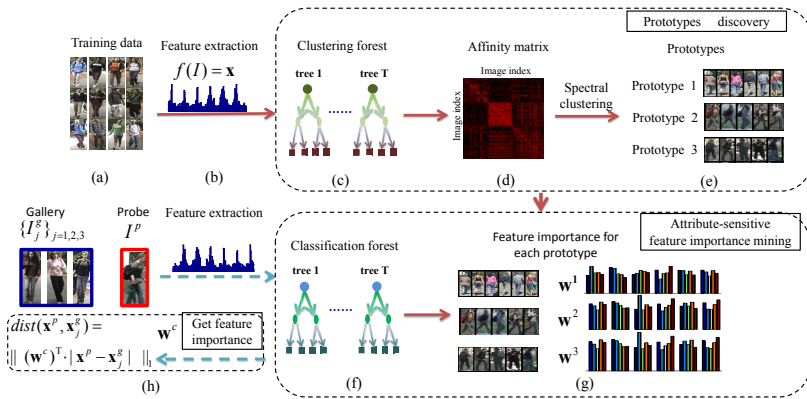 Prototypes discovery
Training data
Feature extraction
f(I) = x
Clustering forest
tree 1
tree T
......
Affinity matrix
Image index
Image index
Spectral
clustering
Prototypes
Prototype 1
Prototype 2
Prototype 3
(a)
(b)
(c)
(d)
(e)
Gallery
{I_j^g}_{j=1,2,3}
Probe
I^p
Feature extraction
Classification forest
tree 1
tree T
......
Feature importance for
each prototype
Attribute-sensitive
feature importance mining
w^1
w^2
w^3
dist(x^p, x_j^g) =
|| (w^c)^T · | x^p − x_j^g | ||_1
w^c
Get feature
importance
(h)
(f)
(g)